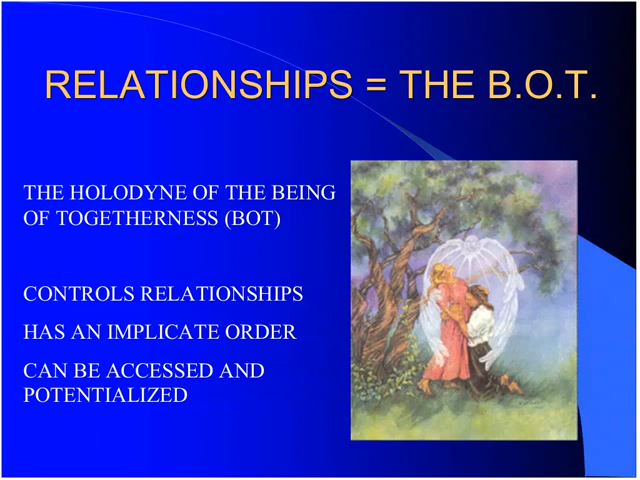 RELATIONSHIPS = THE B.O.T.
THE HOLODYNE OF THE BEING
OF TOGETHERNESS (BOT)
CONTROLS RELATIONSHIPS
HAS AN IMPLICATE ORDER
CAN BE ACCESSED AND
POTENTIALIZED